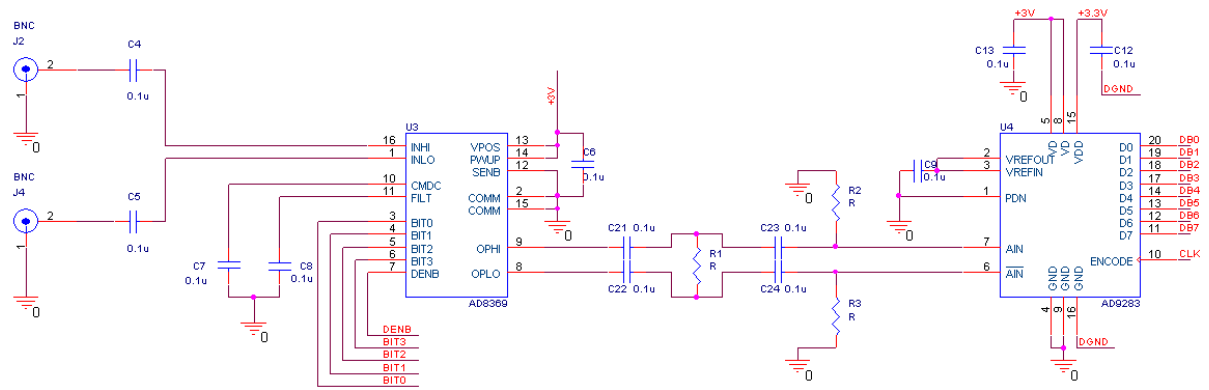 BNC
J2
2
1
0
C4
0.1u
BNC
J4
2
1
0
C5
0.1u
C7
0.1u
C8
0.1u
0
U3
16 INHI
1 INLO
10 CMDC
11 FILT
3 BIT0
4 BIT1
5 BIT2
6 BIT3
7 DENB
VPOS 13
PWUP 14
SENB 12
COMM 2
COMM 15
OPHI 9
OPLO 8
AD8369
+3V
C6
0.1u
0
DENB
BIT3
BIT2
BIT1
BIT0
C21 0.1u
C22 0.1u
R1
R
C23 0.1u
C24 0.1u
0
R2
R
R3
R
0
+3V
C13
0.1u
0
+3.3V
C12
0.1u
DGND
C9
0.1u
0
U4
5 VD
8 VD
15 VDD
2 VREFOUT
3 VREFIN
1 PDN
7 AIN
6 AIN
D0 20 DB0
D1 19 DB1
D2 18 DB2
D3 17 DB3
D4 14 DB4
D5 13 DB5
D6 12 DB6
D7 11 DB7
ENCODE 10 CLK
GND 4
GND 9
GND 16
AD9283
DGND
0